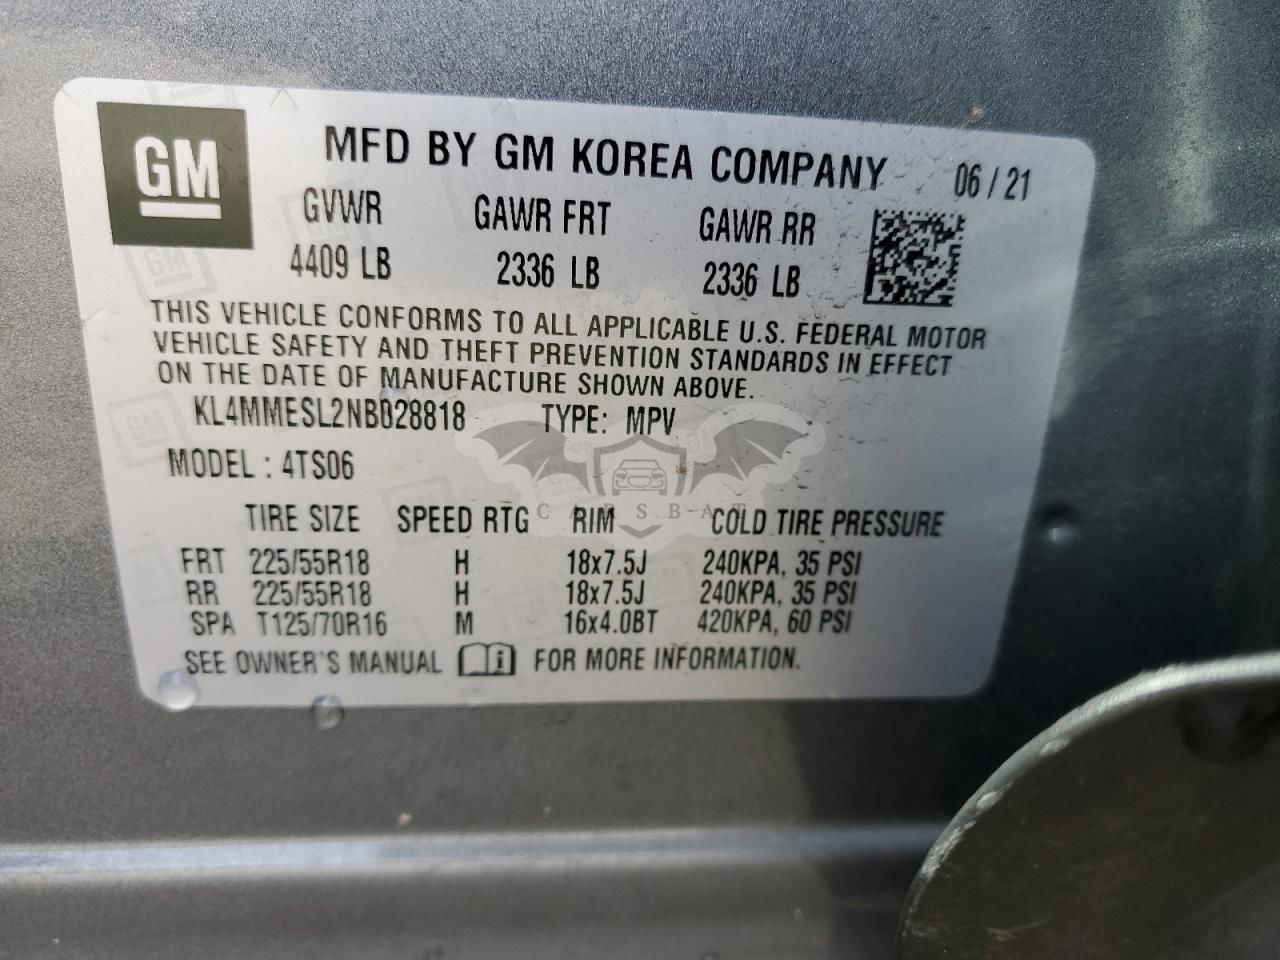 GM
MFD BY GM KOREA COMPANY 06 / 21
GVWR GAWR FRT GAWR RR
4409 LB 2336 LB 2336 LB
THIS VEHICLE CONFORMS TO ALL APPLICABLE U.S. FEDERAL MOTOR
VEHICLE SAFETY AND THEFT PREVENTION STANDARDS IN EFFECT
ON THE DATE OF MANUFACTURE SHOWN ABOVE.
KL4MMESL2NB028818 TYPE: MPV
MODEL : 4TS06
CARSBAT
TIRE SIZE SPEED RTG RIM COLD TIRE PRESSURE
FRT 225/55R18 H 18x7.5J 240KPA, 35 PSI
RR 225/55R18 H 18x7.5J 240KPA, 35 PSI
SPA T125/70R16 M 16x4.0BT 420KPA, 60 PSI
SEE OWNER'S MANUAL FOR MORE INFORMATION.